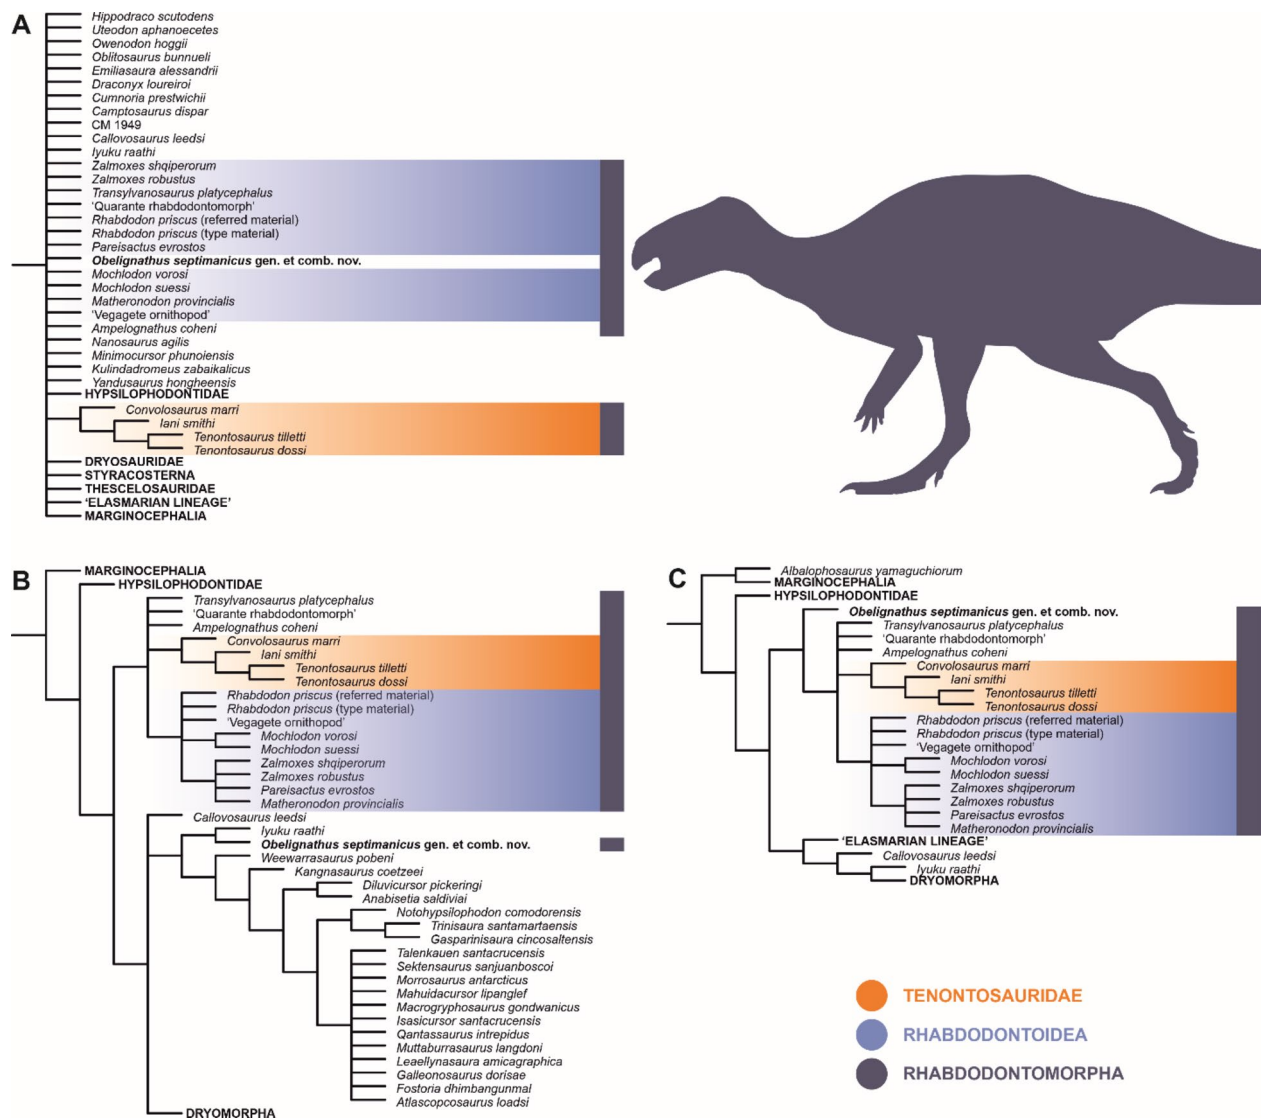 A
Hippodraco scutodens
Uteodon aphanoecetes
Owenodon hoggii
Oblitosaurus bunnueli
Emiliasaura alessandrii
Draconyx loureiroi
Cumnoria prestwichii
Camptosaurus dispar
CM 1949
Callovosaurus leedsi
Iyuku raathi
Zalmoxes shqiperorum
Zalmoxes robustus
Transylvanosaurus platycephalus
‘Quarante rhabdodontomorph’
Rhabdodon priscus (referred material)
Rhabdodon priscus (type material)
Pareisactus evrostos
Obelignathus septimanicus gen. et comb. nov.
Mochlodon vorosi
Mochlodon suessi
Matheronodon provincialis
‘Vegagete ornithopod’
Ampelognathus coheni
Nanosaurus agilis
Minimocursor phunoiensis
Kulindadromeus zabaikalicus
Yandusaurus hongheensis
HYPSILOPHODONTIDAE
Convolosaurus marri
Iani smithi
Tenontosaurus tilletti
Tenontosaurus dossi
DRYOSAURIDAE
STYRACOSTERNA
THESCELOSAURIDAE
‘ELASMARIAN LINEAGE’
MARGINOCEPHALIA
B
MARGINOCEPHALIA
HYPSILOPHODONTIDAE
Transylvanosaurus platycephalus
‘Quarante rhabdodontomorph’
Ampelognathus coheni
Convolosaurus marri
Iani smithi
Tenontosaurus tilletti
Tenontosaurus dossi
Rhabdodon priscus (referred material)
Rhabdodon priscus (type material)
‘Vegagete ornithopod’
Mochlodon vorosi
Mochlodon suessi
Zalmoxes shqiperorum
Zalmoxes robustus
Pareisactus evrostos
Matheronodon provincialis
Callovosaurus leedsi
Iyuku raathi
Obelignathus septimanicus gen. et comb. nov.
Weewarrasaurus pobeni
Kangnasaurus coetzeei
Diluvicursor pickeringi
Anabisetia saldiviai
Notohypsilophodon comodorensis
Trinisaura santamartaensis
Gasparinisaura cincosaltensis
Talenkauen santacrucensis
Sektensaurus sanjuanboscoi
Morrosaurus antarcticus
Mahuidacursor lipanglef
Macrogryphosaurus gondwanicus
Isasicursor santacrucensis
Qantassaurus intrepidus
Muttaburrasaurus langdoni
Leaellynasaura amicagraphica
Galleonosaurus dorisae
Fostoria dhimbangunmal
Atlascopcosaurus loadsi
DRYOMORPHA
C
Albalophosaurus yamaguchiorum
MARGINOCEPHALIA
HYPSILOPHODONTIDAE
Obelignathus septimanicus gen. et comb. nov.
Transylvanosaurus platycephalus
‘Quarante rhabdodontomorph’
Ampelognathus coheni
Convolosaurus marri
Iani smithi
Tenontosaurus tilletti
Tenontosaurus dossi
Rhabdodon priscus (referred material)
Rhabdodon priscus (type material)
‘Vegagete ornithopod’
Mochlodon vorosi
Mochlodon suessi
Zalmoxes shqiperorum
Zalmoxes robustus
Pareisactus evrostos
Matheronodon provincialis
‘ELASMARIAN LINEAGE’
Callovosaurus leedsi
Iyuku raathi
DRYOMORPHA
TENONTOSAURIDAE
RHABDODONTOIDEA
RHABDODONTOMORPHA